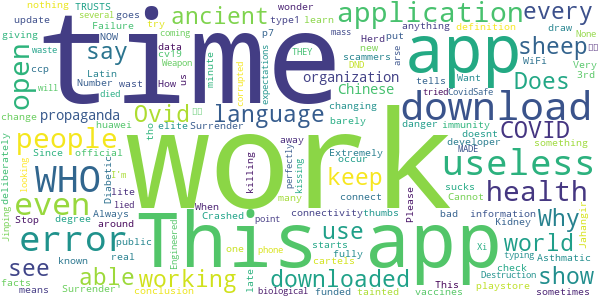 nothing several try wonder ancient application every
update goes type1 learn anything definition draw None
Failure us app say sheep
TRUSTS giving NOW Number data
time
open Latin wast Ovid How p7 cvj9 Herd Weapon new scammers mass put
language organization Does Want WiFi 3rd
change ccp will died Very
propaganda minute THEY DND Chinese arse tells
corrupted expectations triedCovidSafe download
huawei elite Surrender changing immunity
people tho barely danger COVID
Since official away doesnt
work
WHO lied perfectly killing MADE developer useless
Diabetic lite kissing Extremely occur
When I'm keep sucks Cannot something
even Always many
looking Stop Crashed connectivity thumbs health
degree around connect Please bad information Kidney
This app
error public known real Engineered point Why
Jinping deliberately see able use world show Jahangir
facts means late starts fully typing Xi check Asthmatic
vaccines one phone This Destruction
working cartels playstore
Surrender biological funded tainted
conclusion downloaded coming sometimes